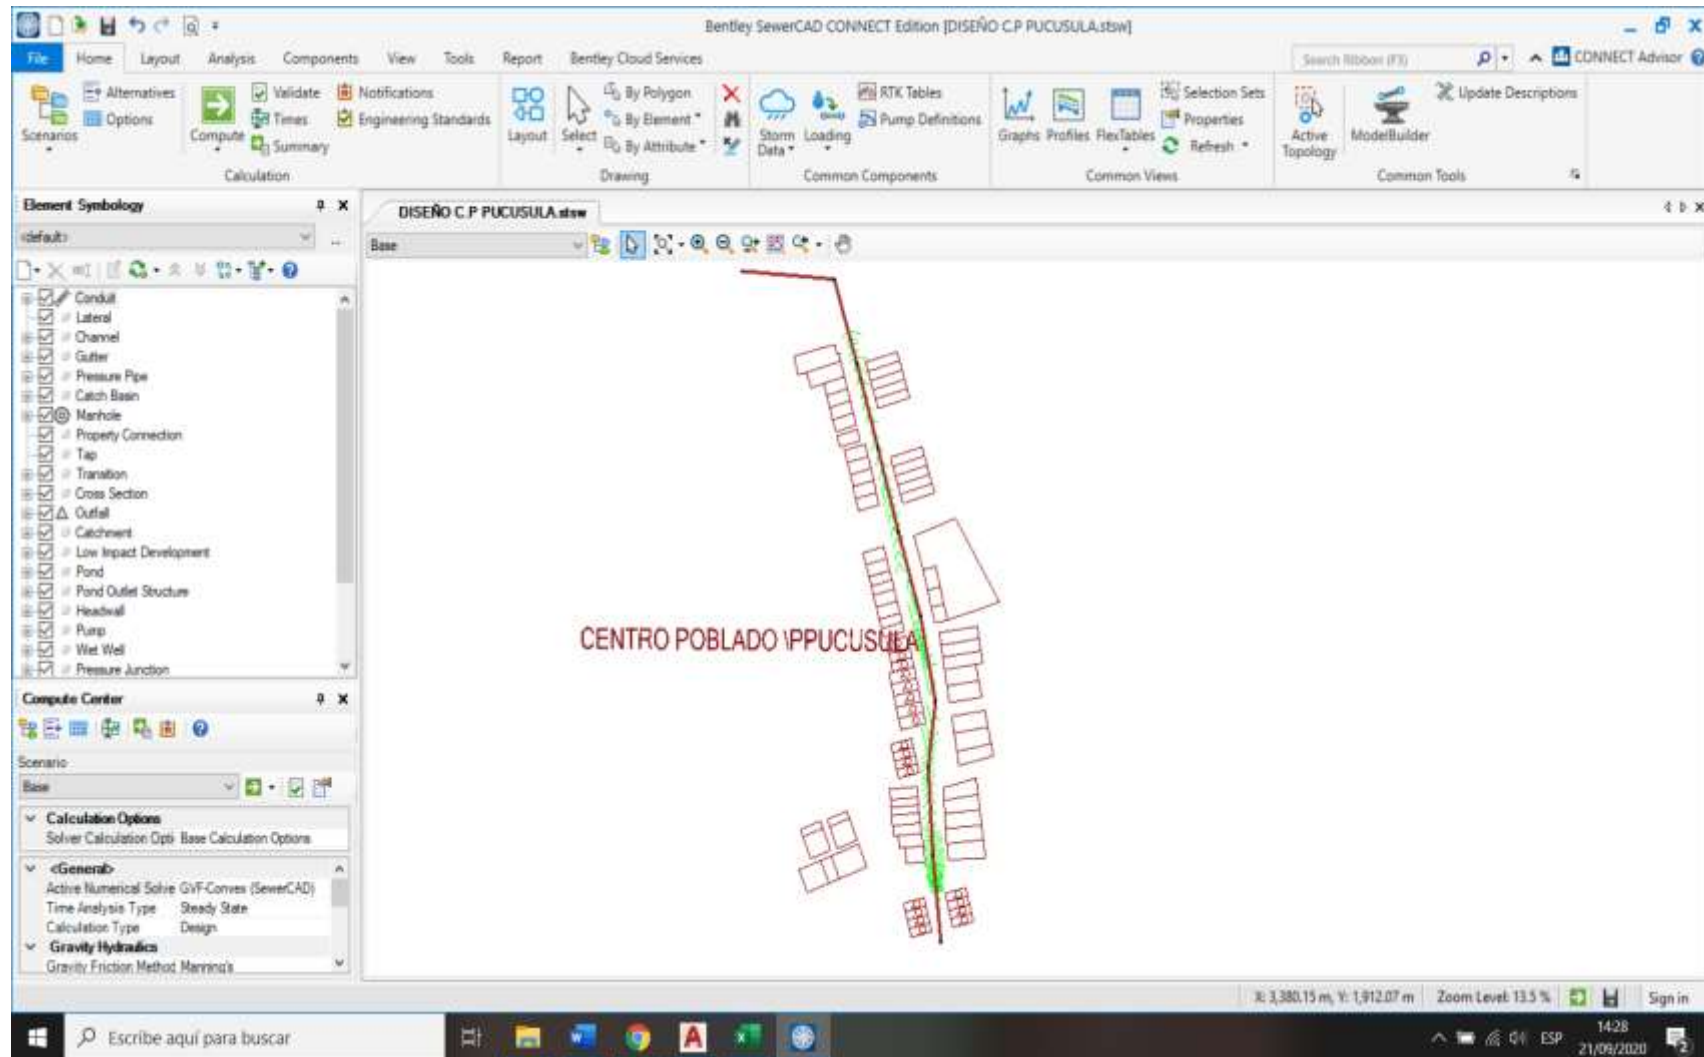 Bentley SewerCAD CONNECT Edition [DISEÑO C.P PUCUSULA.stsw]
File Home Layout Analysis Components View Tools Report Bentley Cloud Services Search Ribbon (F3) CONNECT Advisor
Scenarios
Alternatives
Options
Compute
Validate
Times
Summary
Notifications
Engineering Standards
Calculation
Layout
Select
By Polygon
By Element
By Attribute
Drawing
Storm Data
Loading
RTK Tables
Pump Definitions
Common Components
Graphs
Profiles
FlexTables
Selection Sets
Properties
Refresh
Common Views
Active Topology
ModelBuilder
Update Descriptions
Common Tools
Element Symbology
<default>
Conduit
Lateral
Channel
Gutter
Pressure Pipe
Catch Basin
Manhole
Property Connection
Tap
Transition
Cross Section
Outfall
Catchment
Low Impact Development
Pond
Pond Outlet Structure
Headwall
Pump
Wet Well
Pressure Junction
Compute Center
Scenario
Base
Calculation Options
Solver Calculation Opti Base Calculation Options
<General>
Active Numerical Solve GVF-Convex (SewerCAD)
Time Analysis Type Steady State
Calculation Type Design
Gravity Hydraulics
Gravity Friction Method Manning's
DISEÑO C.P PUCUSULA.stsw
Base
CENTRO POBLADO \PPUCUSULA
X: 3,380.15 m, Y: 1,912.07 m Zoom Level: 13.5 % Sign in
Escribe aquí para buscar
ESP
14:28
21/09/2020